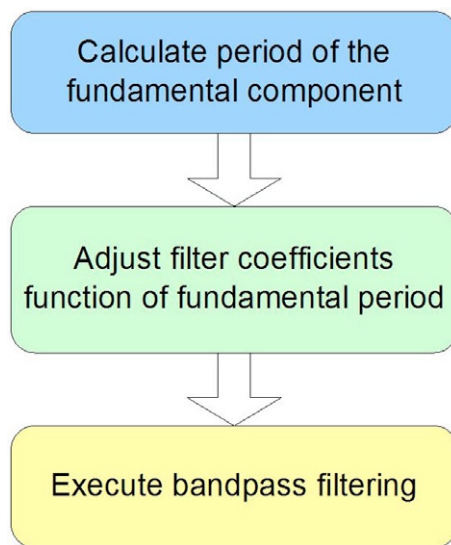 Calculate period of the
fundamental component
Adjust filter coefficients
function of fundamental period
Execute bandpass filtering